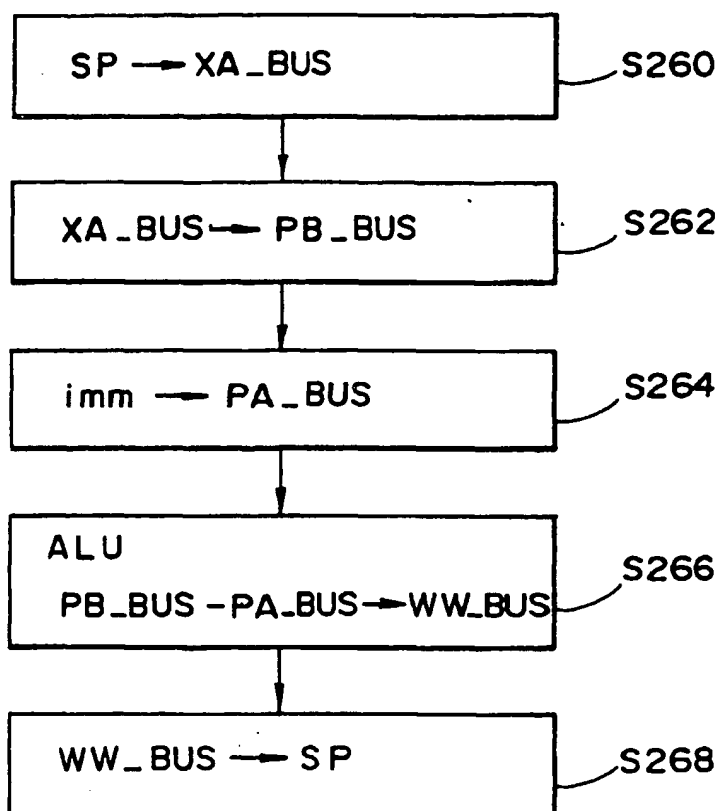 SP → XA_BUS
S260
XA_BUS → PB_BUS
S262
imm → PA_BUS
S264
ALU
PB_BUS - PA_BUS → WW_BUS
S266
WW_BUS → SP
S268